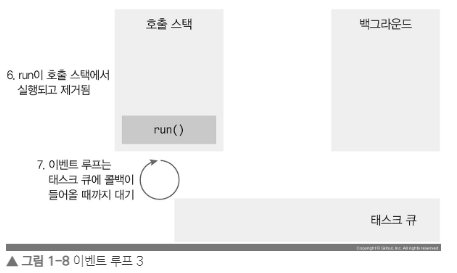 호출 스택
백그라운드
6. run이 호출 스택에서
실행되고 제거됨
run()
7. 이벤트 루프는
태스크 큐에 콜백이
들어올 때까지 대기
태스크 큐
Copyright © Gilbut, Inc. All rights reserved.
▲ 그림 1-8 이벤트 루프 3